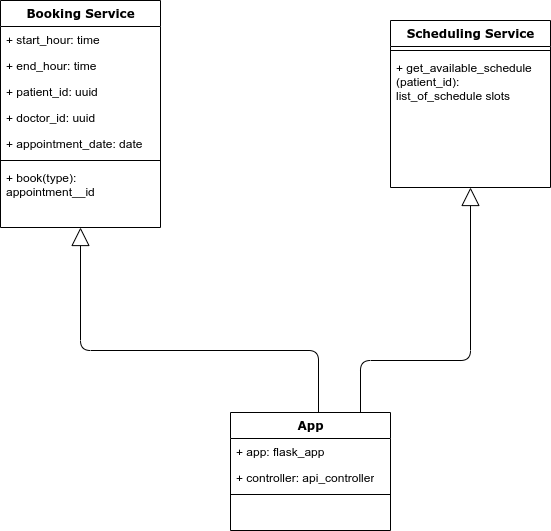 Booking Service
+ start_hour: time
+ end_hour: time
+ patient_id: uuid
+ doctor_id: uuid
+ appointment_date: date
+ book(type):
appointment__id
Scheduling Service
+ get_available_schedule
(patient_id):
list_of_schedule slots
App
+ app: flask_app
+ controller: api_controller